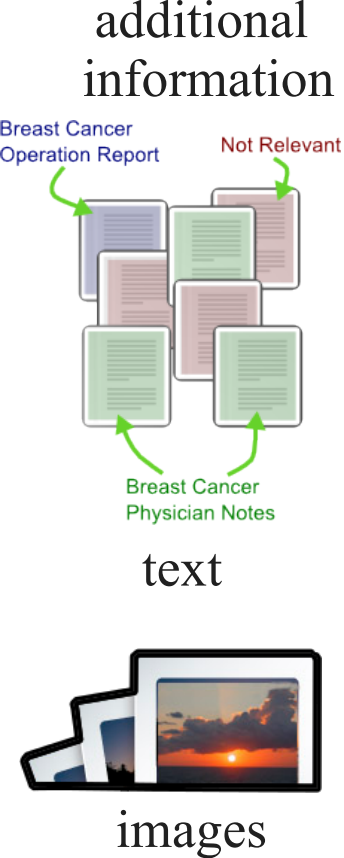 additional
information
Breast Cancer
Operation Report
Not Relevant
Breast Cancer
Physician Notes
text
images